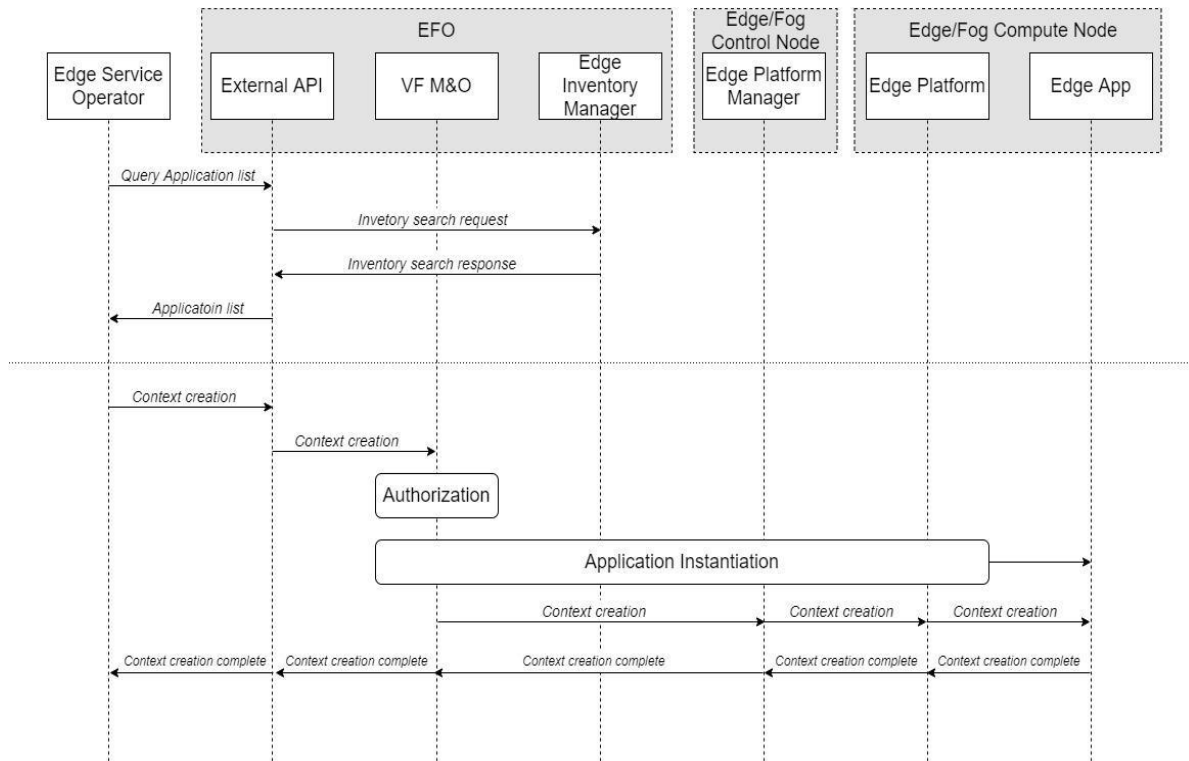 EFO
Edge/Fog
Control Node
Edge/Fog Compute Node
Edge Service
Operator
External API
VF M&O
Edge
Inventory
Manager
Edge Platform
Manager
Edge Platform
Edge App
Query Application list
Invetory search request
Inventory search response
Applicatoin list
Context creation
Context creation
Authorization
Application Instantiation
Context creation
Context creation
Context creation
Context creation complete
Context creation complete
Context creation complete
Context creation complete
Context creation complete